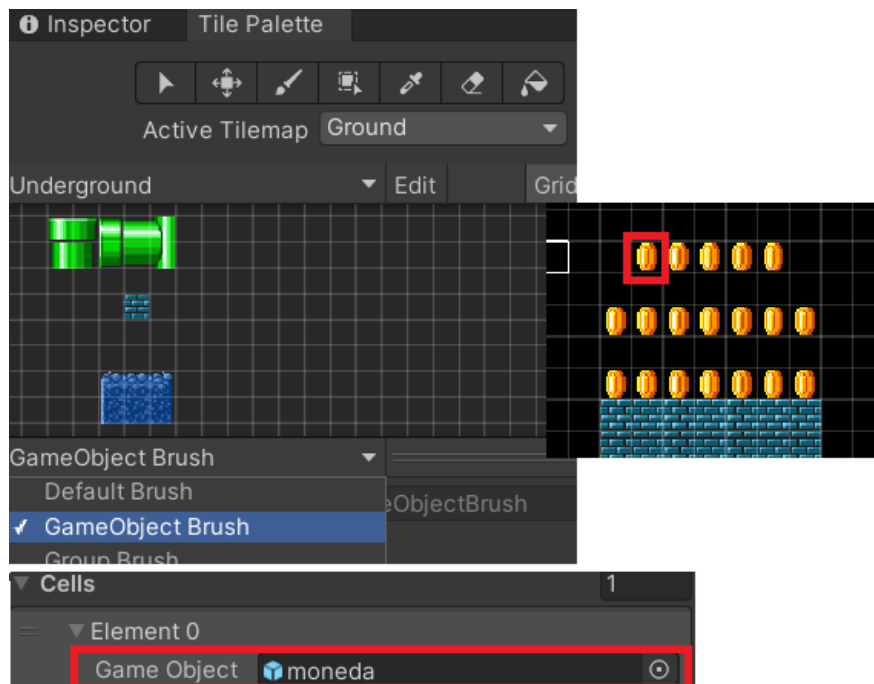 Inspector Tile Palette
Active Tilemap Ground
Underground Edit Grid
GameObject Brush
Default Brush
eObjectBrush
GameObject Brush
Group Brush
Cells 1
Element 0
Game Object moneda